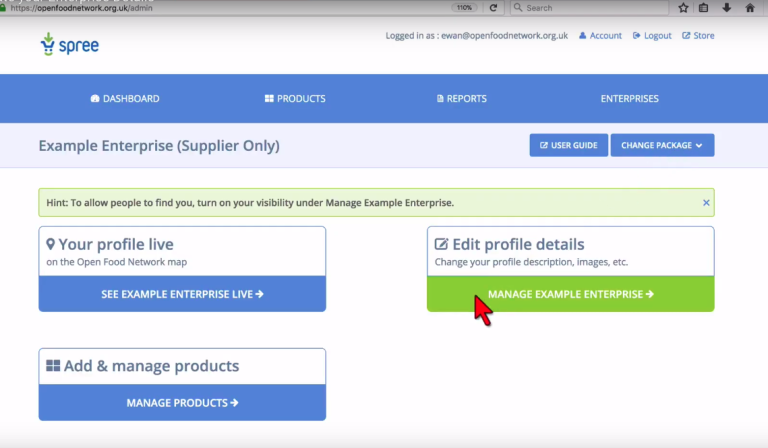 https://openfoodnetwork.org.uk/admin
110%
Search
spree
Logged in as : ewan@openfoodnetwork.org.uk
Account
Logout
Store
DASHBOARD
PRODUCTS
REPORTS
ENTERPRISES
Example Enterprise (Supplier Only)
USER GUIDE
CHANGE PACKAGE
Hint: To allow people to find you, turn on your visibility under Manage Example Enterprise.
Your profile live
on the Open Food Network map
SEE EXAMPLE ENTERPRISE LIVE
Edit profile details
Change your profile description, images, etc.
MANAGE EXAMPLE ENTERPRISE
Add & manage products
MANAGE PRODUCTS